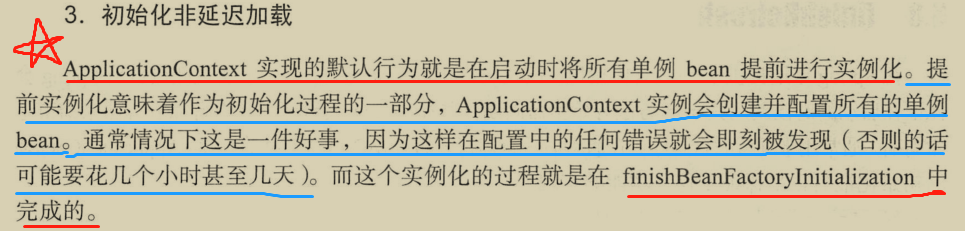 3. 初始化非延迟加载
ApplicationContext 实现的默认行为就是在启动时将所有单例 bean 提前进行实例化。提
前实例化意味着作为初始化过程的一部分，ApplicationContext 实例会创建并配置所有的单例
bean。通常情况下这是一件好事，因为这样在配置中的任何错误就会即刻被发现（否则的话
可能要花几个小时甚至几天）。而这个实例化的过程就是在 finishBeanFactoryInitialization 中
完成的。